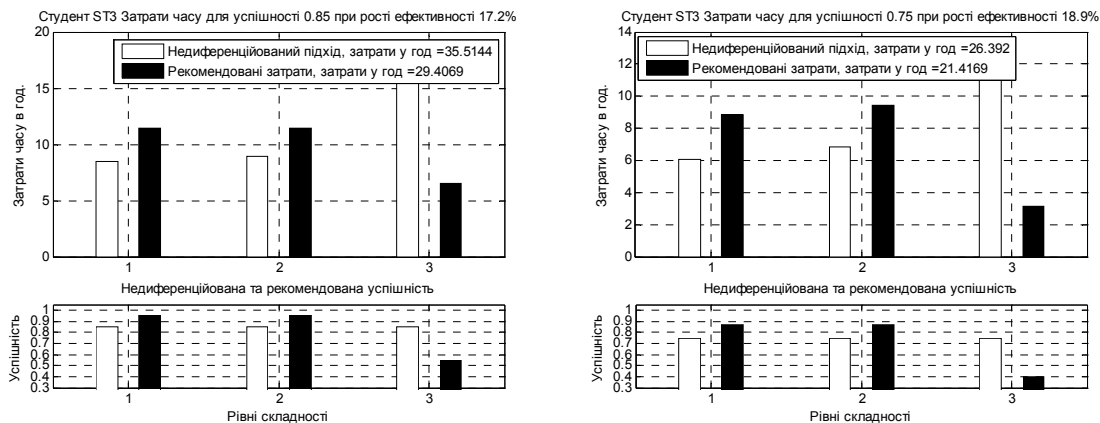 Студент ST3 Затрати часу для успішності 0.85 при рості ефективності 17.2%
20
15
10
5
0
Затрати часу в год.
Недиференційований підхід, затрати у год =35.5144
Рекомендовані затрати, затрати у год =29.4069
1 2 3
Недиференційована та рекомендована успішність
1
0.9
0.8
0.7
0.6
0.5
0.4
0.3
Успішність
1 2 3
Рівні складності
Студент ST3 Затрати часу для успішності 0.75 при рості ефективності 18.9%
14
12
10
8
6
4
2
0
Затрати часу в год.
Недиференційований підхід, затрати у год =26.392
Рекомендовані затрати, затрати у год =21.4169
1 2 3
Недиференційована та рекомендована успішність
1
0.9
0.8
0.7
0.6
0.5
0.4
0.3
Успішність
1 2 3
Рівні складності